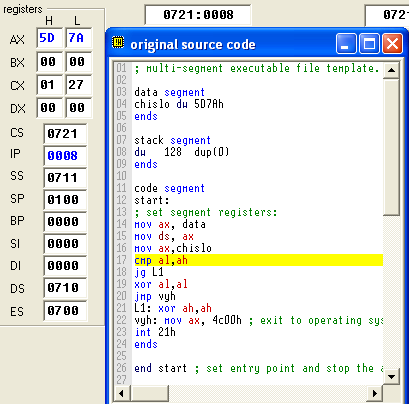 registers
H L
AX 5D 7A
BX 00 00
CX 01 27
DX 00 00
CS 0721
IP 0008
SS 0711
SP 0100
BP 0000
SI 0000
DI 0000
DS 0710
ES 0700
0721:0008
072
original source code
01 ; multi-segment executable file template.
02
03 data segment
04 chislo dw 5D7Ah
05 ends
06
07 stack segment
08 dw 128 dup(0)
09 ends
10
11 code segment
12 start:
13 ; set segment registers:
14 mov ax, data
15 mov ds, ax
16 mov ax,chislo
17 cmp al,ah
18 jg L1
19 xor al,al
20 jmp vyh
21 L1: xor ah,ah
22 vyh: mov ax, 4c00h ; exit to operating sys
23 int 21h
24 ends
25
26 end start ; set entry point and stop the a
27